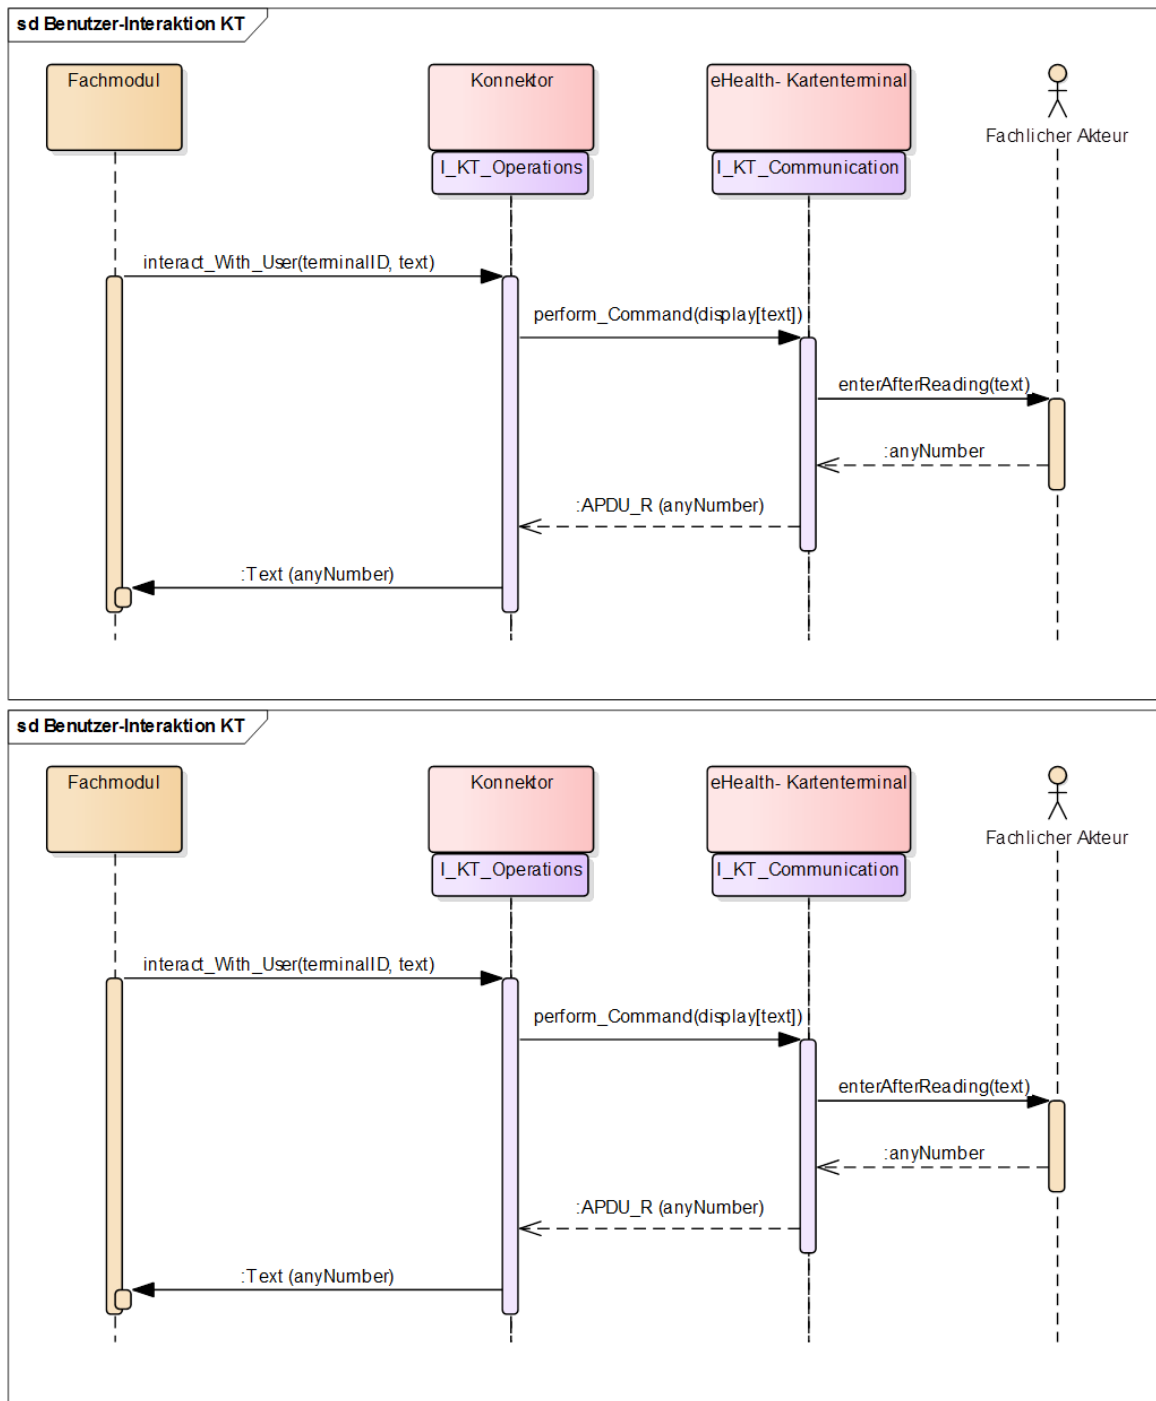 sd Benutzer-Interaktion KT
Fachmodul
Konnektor
eHealth- Kartenterminal
Fachlicher Akteur
I_KT_Operations
I_KT_Communication
interact_With_User(terminalID, text)
perform_Command(display[text])
enterAfterReading(text)
:anyNumber
:APDU_R (anyNumber)
:Text (anyNumber)
sd Benutzer-Interaktion KT
Fachmodul
Konnektor
eHealth- Kartenterminal
Fachlicher Akteur
I_KT_Operations
I_KT_Communication
interact_With_User(terminalID, text)
perform_Command(display[text])
enterAfterReading(text)
:anyNumber
:APDU_R (anyNumber)
:Text (anyNumber)